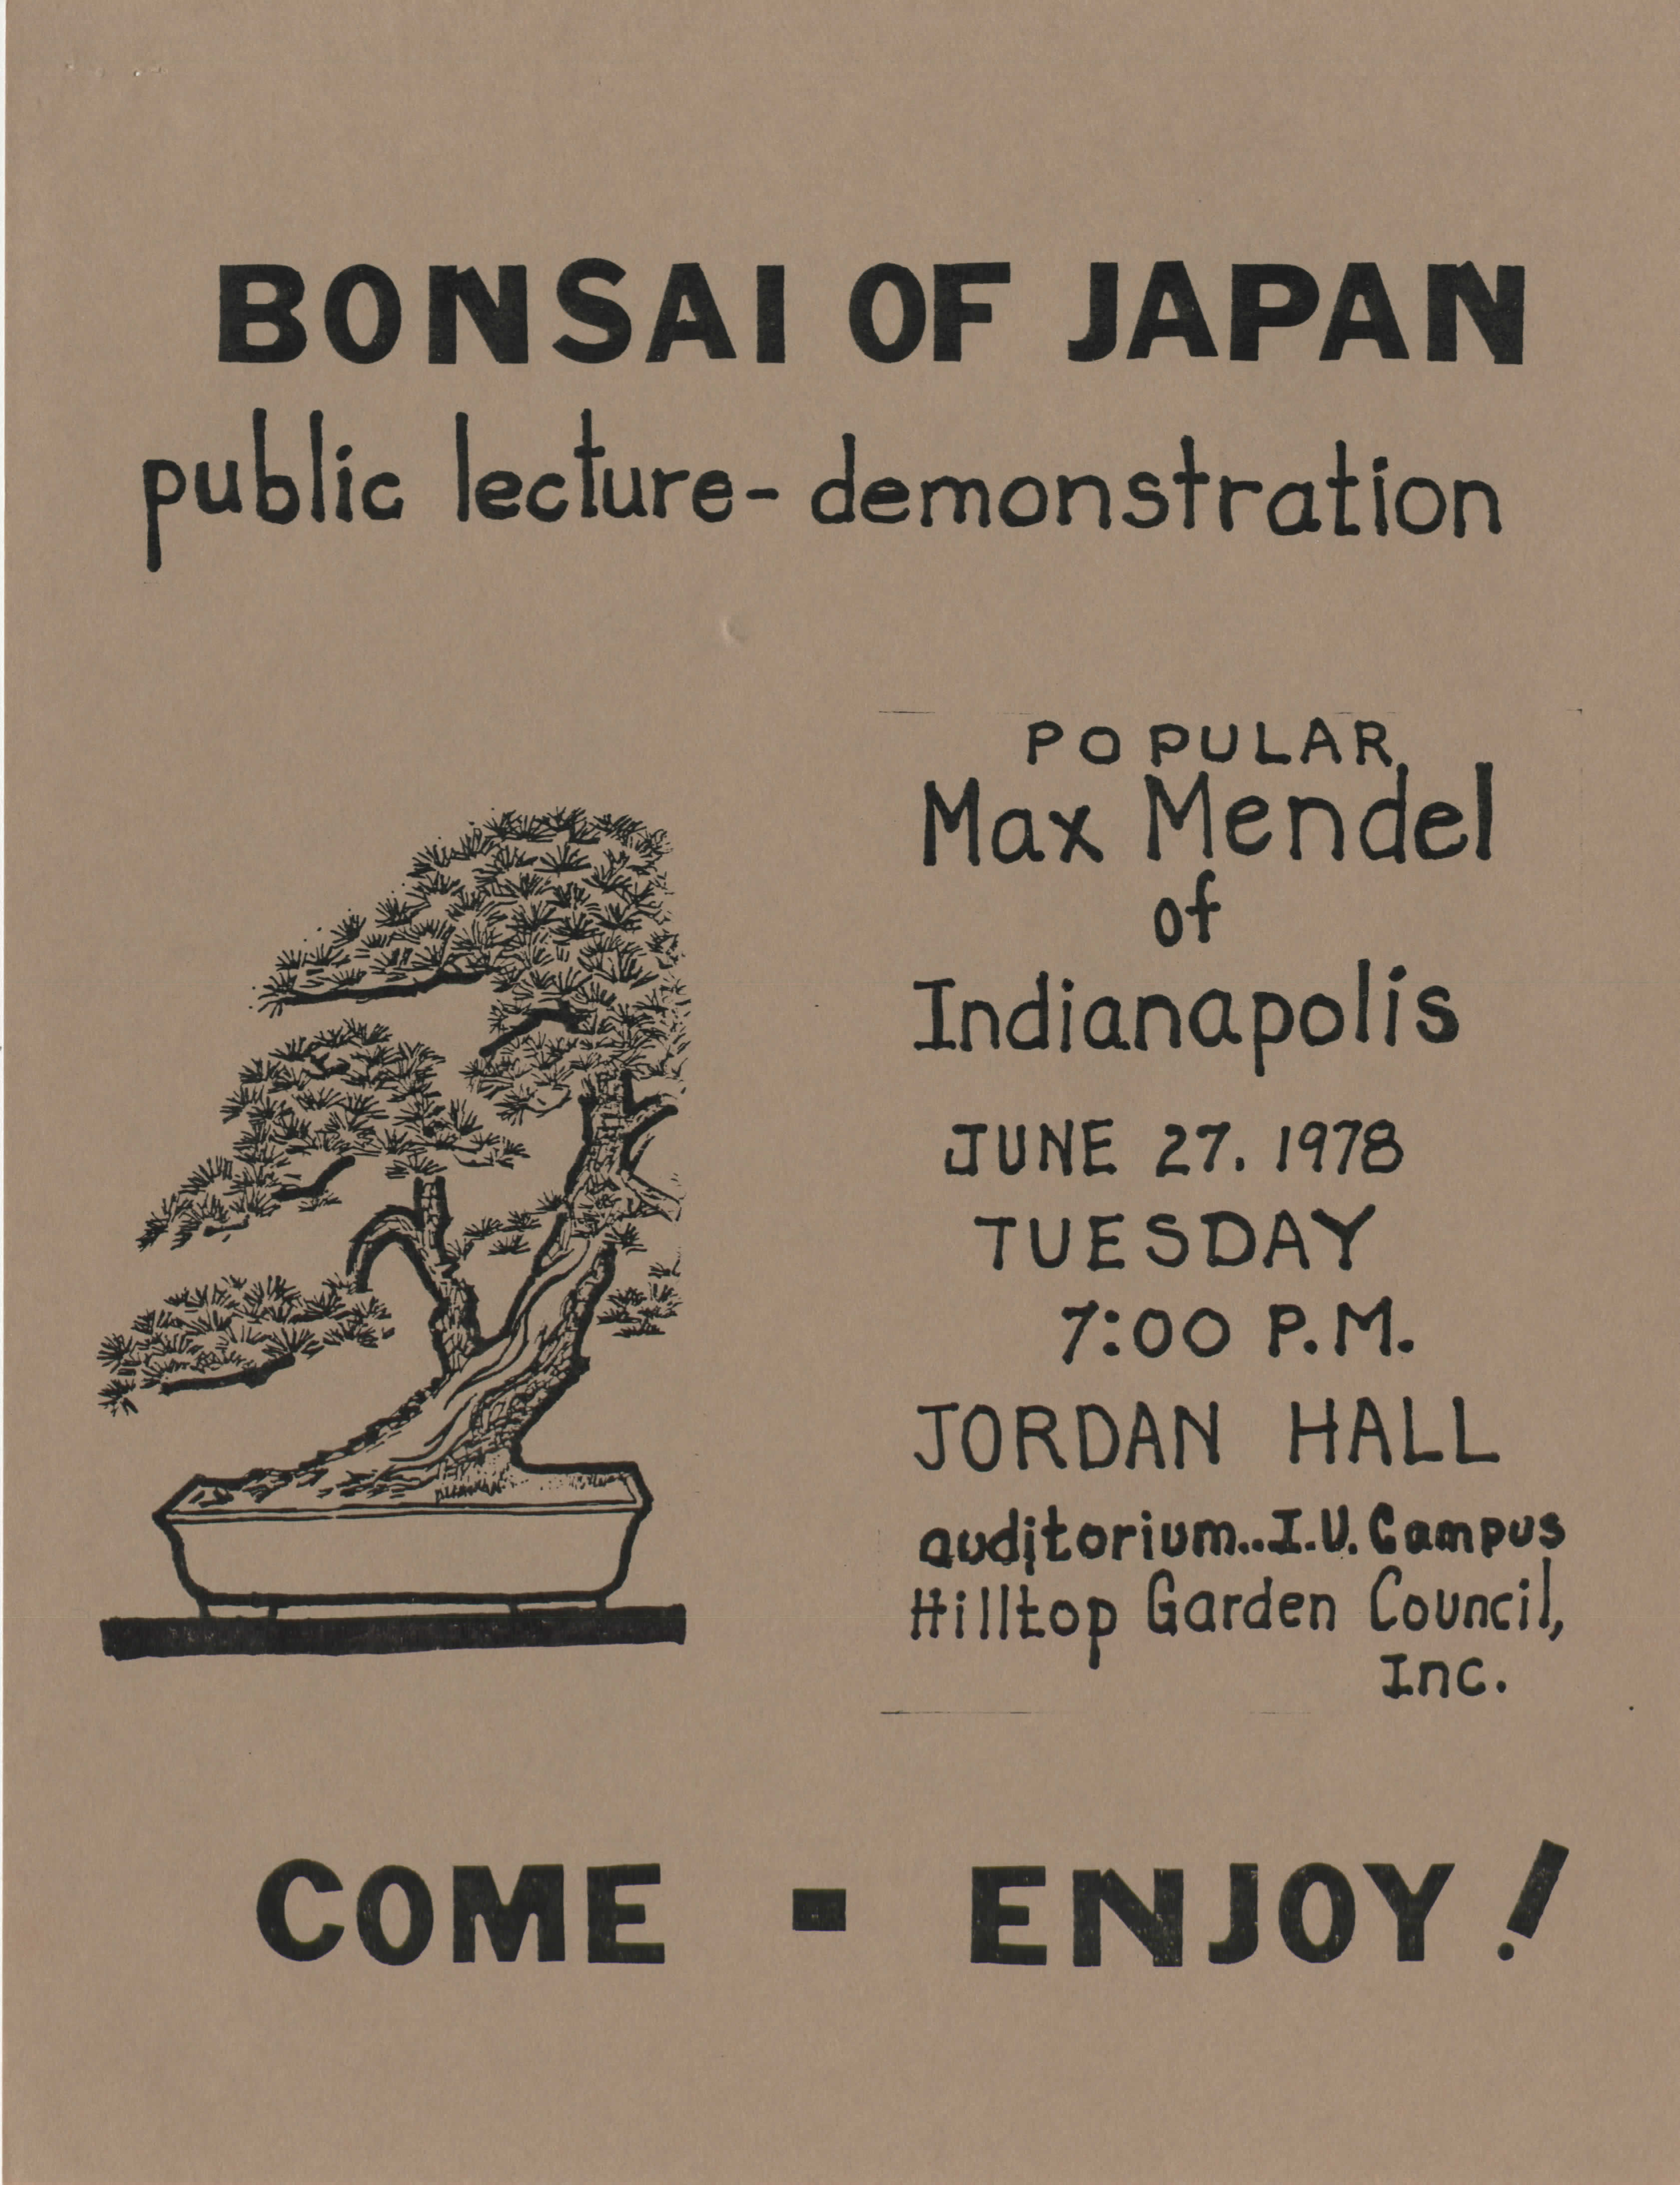 BONSAI OF JAPAN
public lecture-demonstration
POPULAR
Max Mendel
of
Indianapolis
JUNE 27. 1978
TUESDAY
7:00 P.M.
JORDAN HALL
auditorium..I.U. Campus
Hilltop Garden Council,
Inc.
COME - ENJOY!